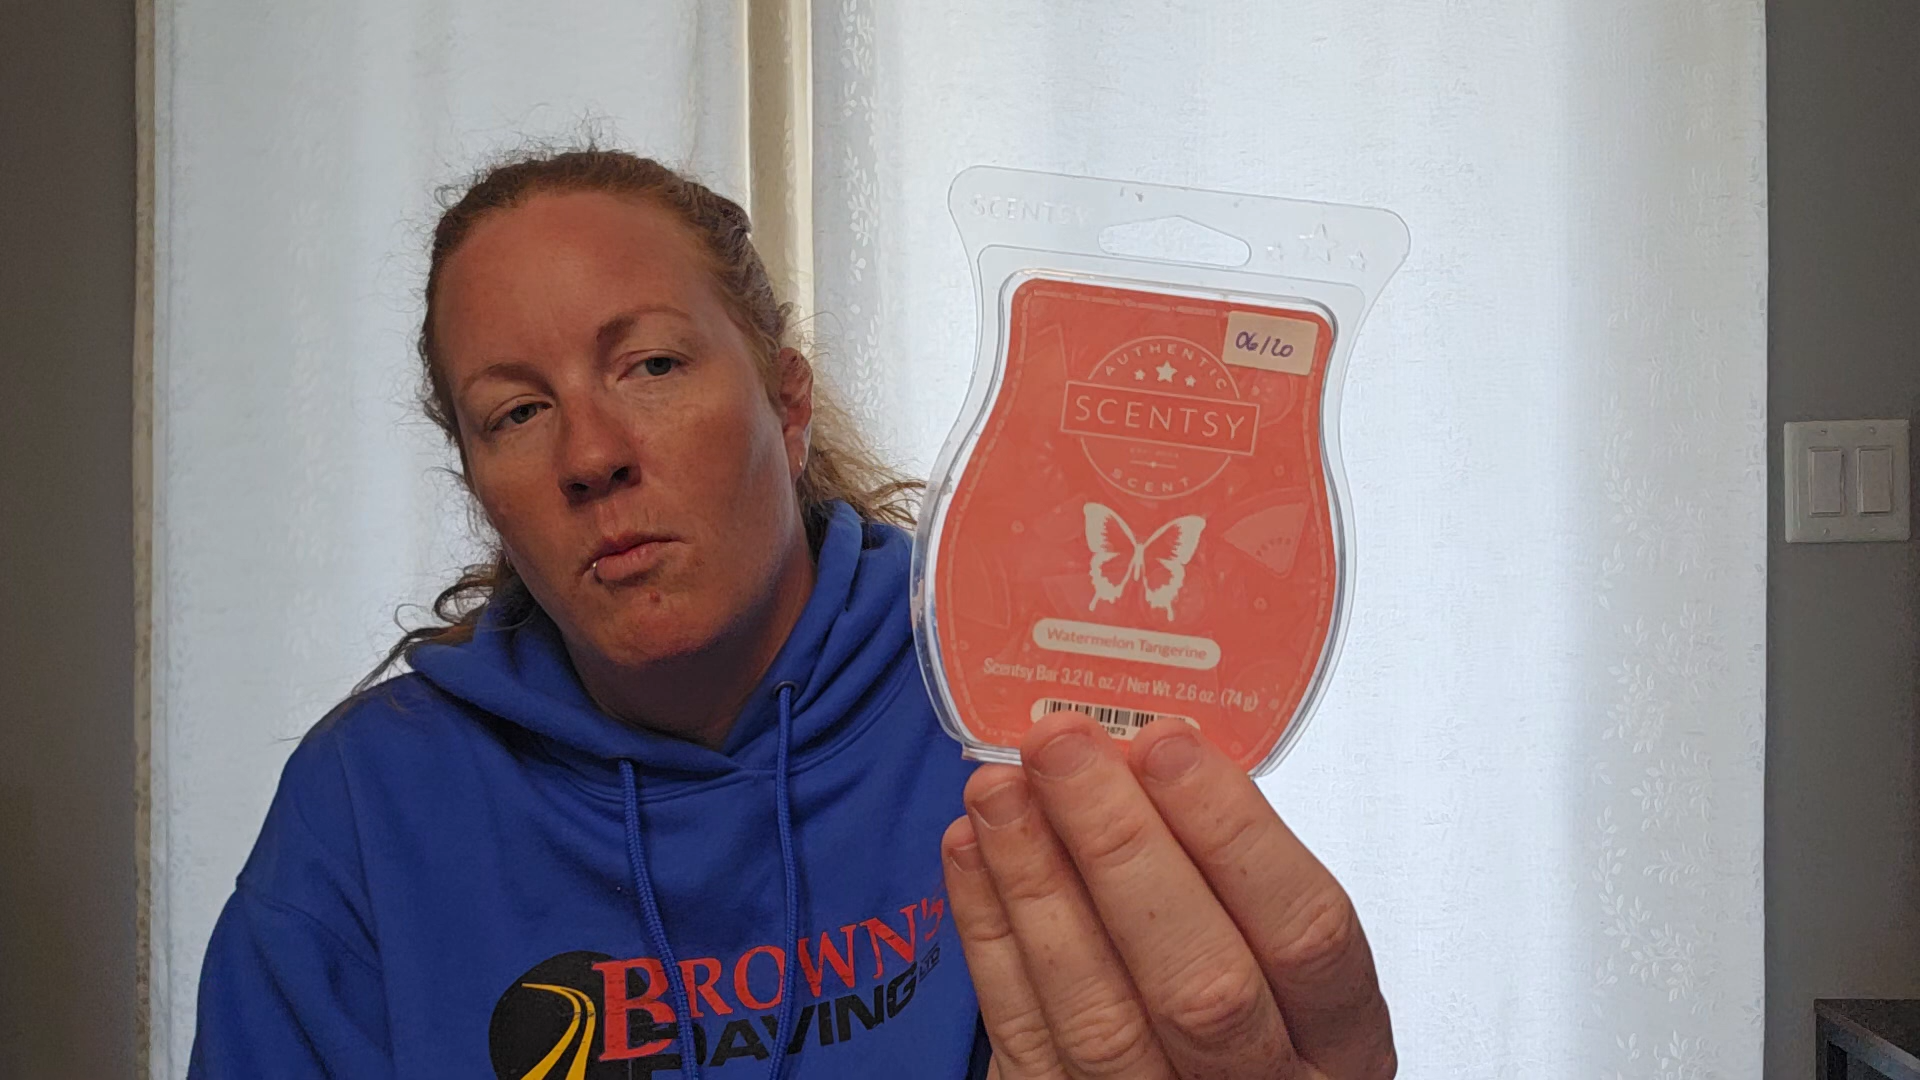 SCENTSY
06/20
AUTHENTIC
SCENTSY
SCENT
Watermelon Tangerine
Scentsy Bar 3.2 fl. oz. / Net Wt. 2.6 oz. (74 g)
BROWN'S
PAVING LTD